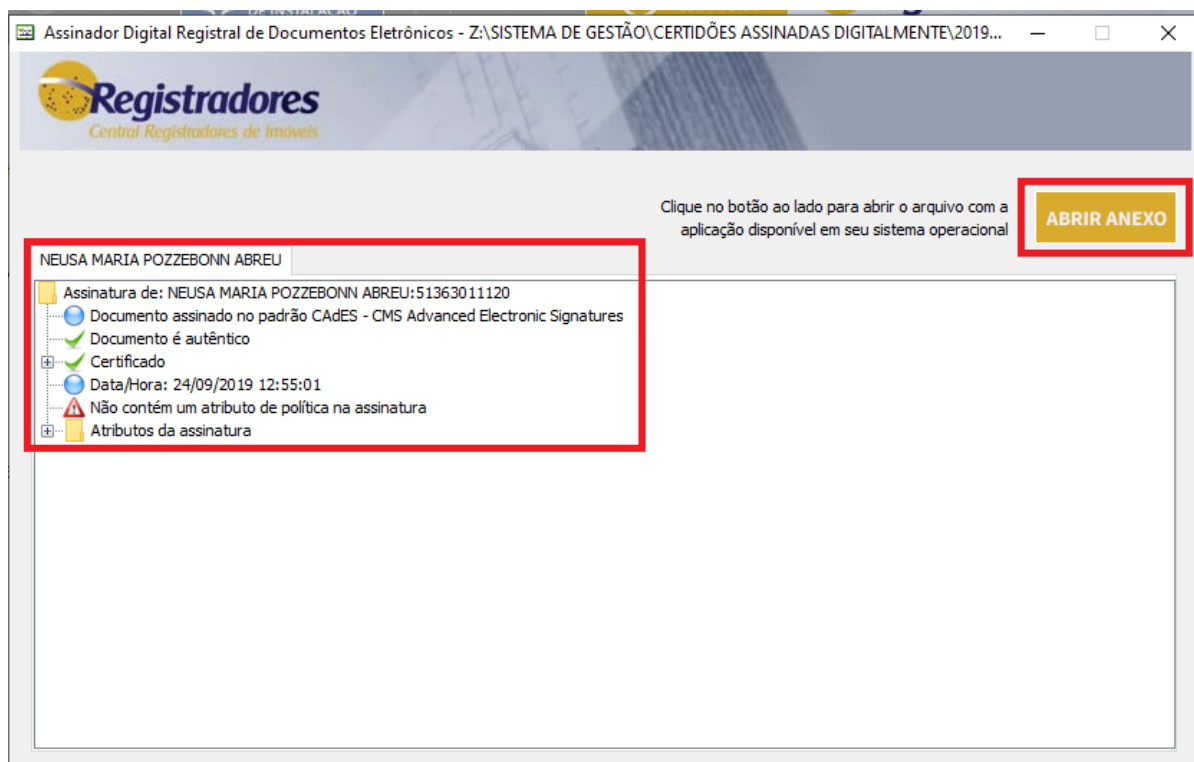 DE INSTALAÇÃO
Assinador Digital Registral de Documentos Eletrônicos - Z:\SISTEMA DE GESTÃO\CERTIDÕES ASSINADAS DIGITALMENTE\2019...
Registradores
Central Registradores de Imóveis
Clique no botão ao lado para abrir o arquivo com a
aplicação disponível em seu sistema operacional
ABRIR ANEXO
NEUSA MARIA POZZEBONN ABREU
Assinatura de: NEUSA MARIA POZZEBONN ABREU:51363011120
Documento assinado no padrão CAdES - CMS Advanced Electronic Signatures
Documento é autêntico
Certificado
Data/Hora: 24/09/2019 12:55:01
Não contém um atributo de política na assinatura
Atributos da assinatura